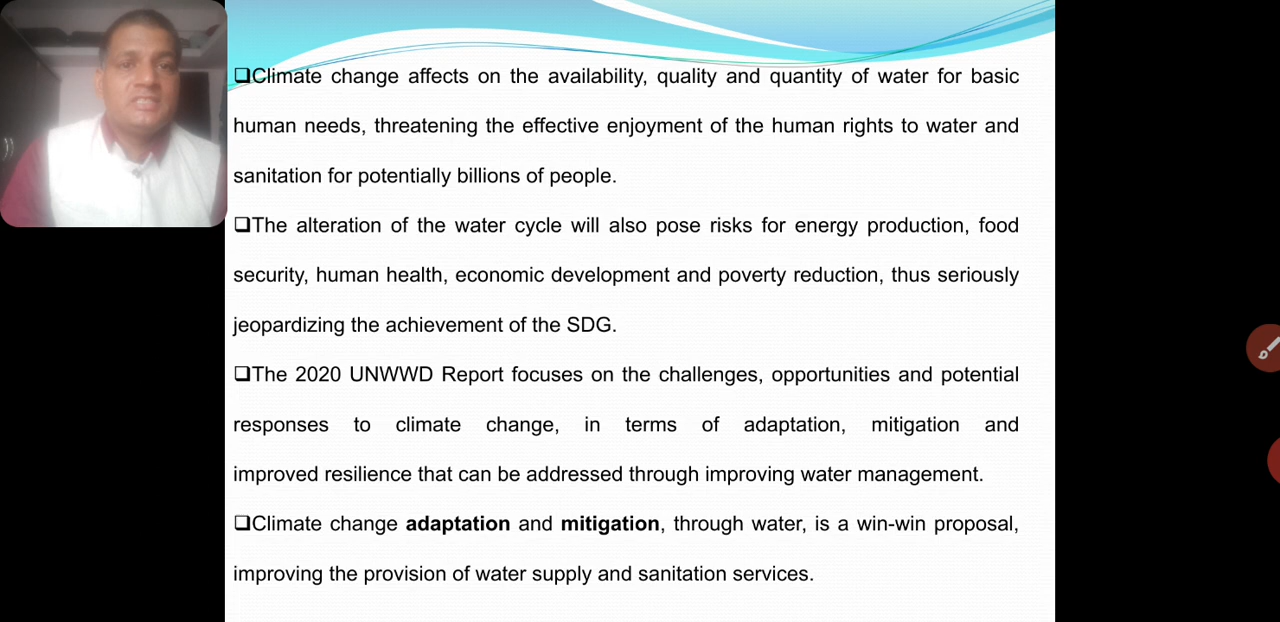 ❑Climate change affects on the availability, quality and quantity of water for basic
human needs, threatening the effective enjoyment of the human rights to water and
sanitation for potentially billions of people.
❑The alteration of the water cycle will also pose risks for energy production, food
security, human health, economic development and poverty reduction, thus seriously
jeopardizing the achievement of the SDG.
❑The 2020 UNWWD Report focuses on the challenges, opportunities and potential
responses to climate change, in terms of adaptation, mitigation and
improved resilience that can be addressed through improving water management.
❑Climate change adaptation and mitigation, through water, is a win-win proposal,
improving the provision of water supply and sanitation services.